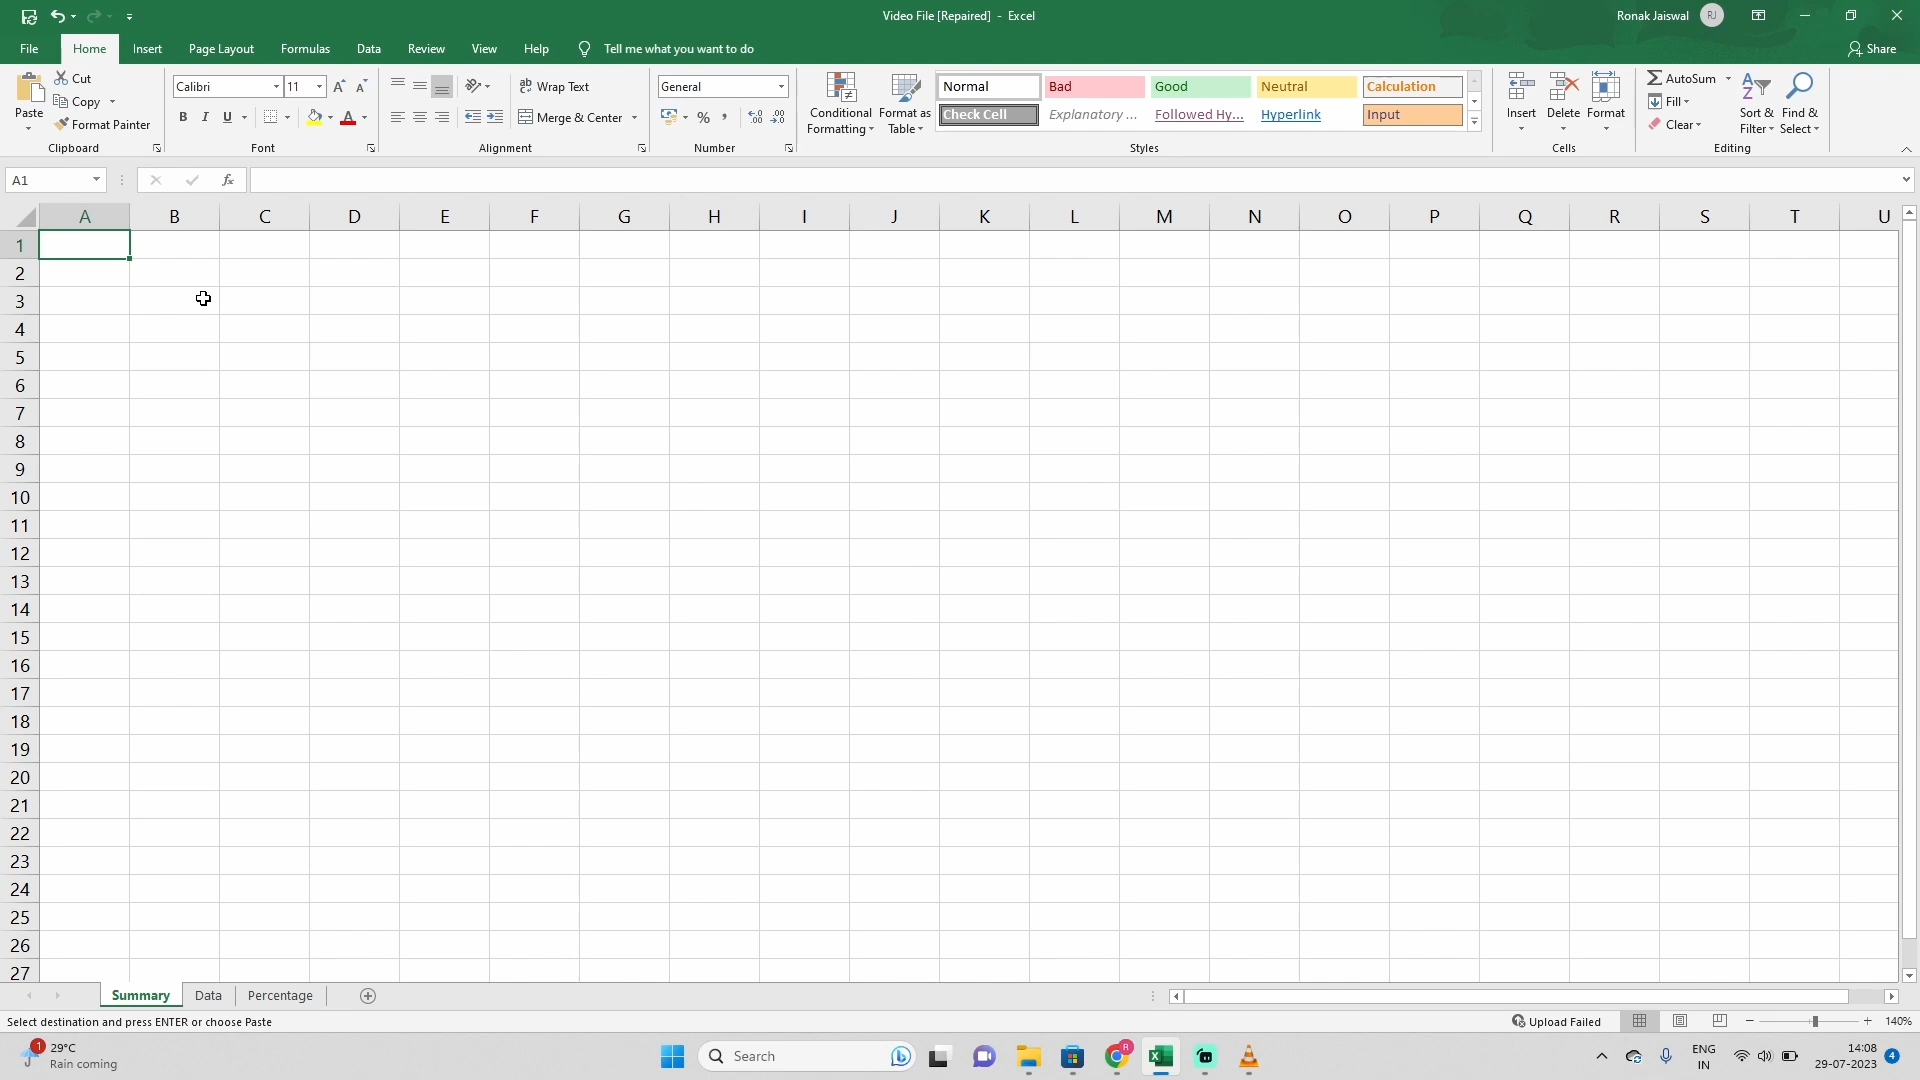 Video File [Repaired] - Excel
Ronak Jaiswal RJ
File Home Insert Page Layout Formulas Data Review View Help Tell me what you want to do
Share
Paste
Cut
Copy
Format Painter
Clipboard
Calibri 11
B I U
Font
Wrap Text
Merge & Center
Alignment
General
%
Number
Conditional Formatting
Format as Table
Normal Bad Good Neutral Calculation
Check Cell Explanatory ... Followed Hy... Hyperlink Input
Styles
Insert Delete Format
Cells
AutoSum
Fill
Clear
Sort & Filter
Find & Select
Editing
A1
fx
A B C D E F G H I J K L M N O P Q R S T U
1
2
3
4
5
6
7
8
9
10
11
12
13
14
15
16
17
18
19
20
21
22
23
24
25
26
27
Summary Data Percentage
Select destination and press ENTER or choose Paste
Upload Failed
140%
1
29°C
Rain coming
Search
R
ENG
IN
14:08
29-07-2023
4